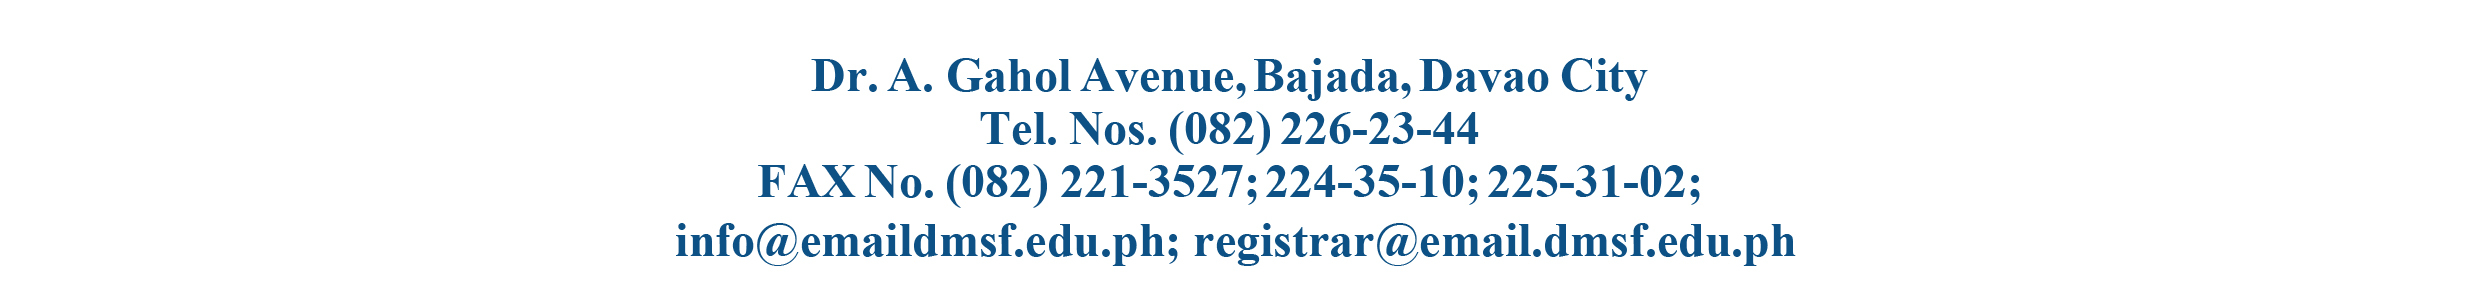 Dr. A. Gahol Avenue, Bajada, Davao City
Tel. Nos. (082) 226-23-44
FAX No. (082) 221-3527; 224-35-10; 225-31-02;
info@emaildmsf.edu.ph; registrar@email.dmsf.edu.ph